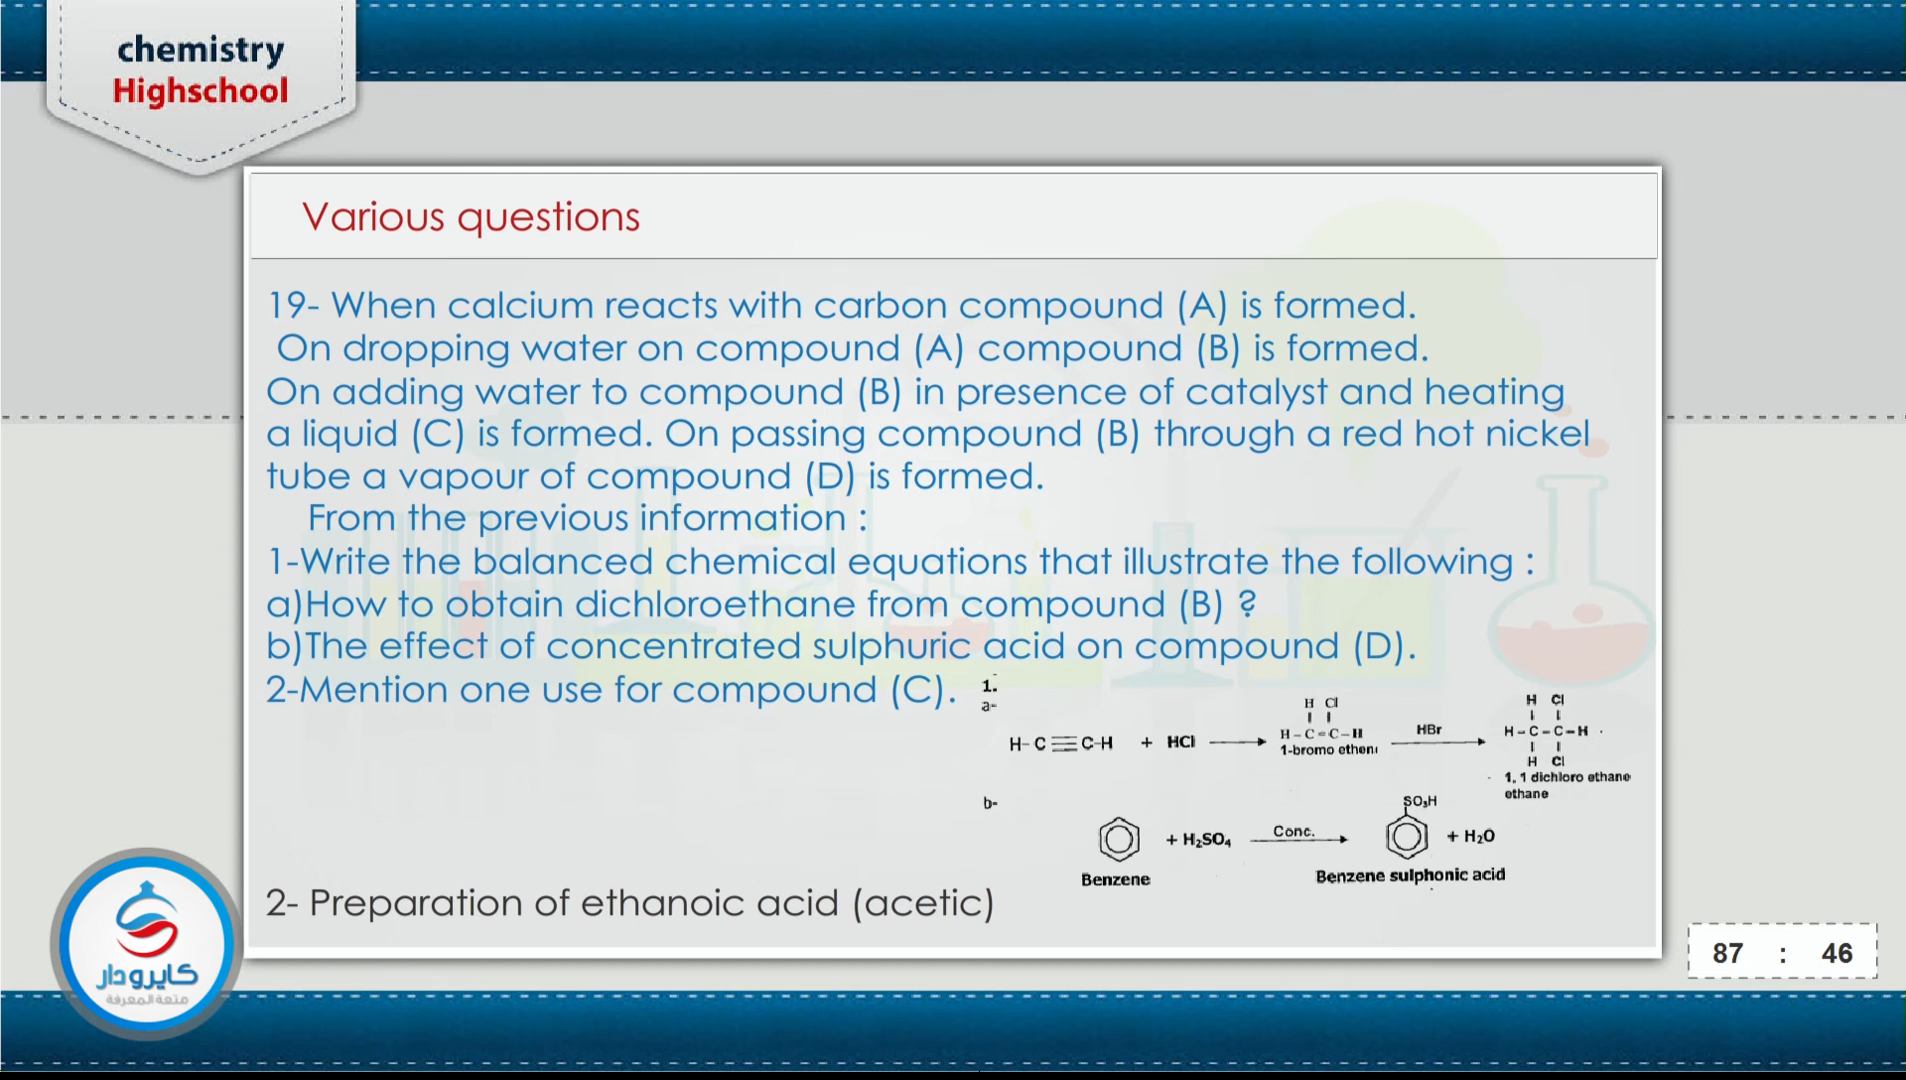 chemistry
Highschool
Various questions
19- When calcium reacts with carbon compound (A) is formed.
On dropping water on compound (A) compound (B) is formed.
On adding water to compound (B) in presence of catalyst and heating
a liquid (C) is formed. On passing compound (B) through a red hot nickel
tube a vapour of compound (D) is formed.
From the previous information :
1-Write the balanced chemical equations that illustrate the following :
a)How to obtain dichloroethane from compound (B) ?
b)The effect of concentrated sulphuric acid on compound (D).
2-Mention one use for compound (C).
1.
a-
H Cl
H-C≡C-H + HCl → H-C=C-H HBr → H-C-C-H
1-bromo etheni
H Cl
H Cl
1, 1 dichloro ethane
ethane
b-
SO₃H
+ H₂SO₄ Conc. → + H₂O
Benzene
Benzene sulphonic acid
2- Preparation of ethanoic acid (acetic)
87 : 46
كايرودار
متعة المعرفة